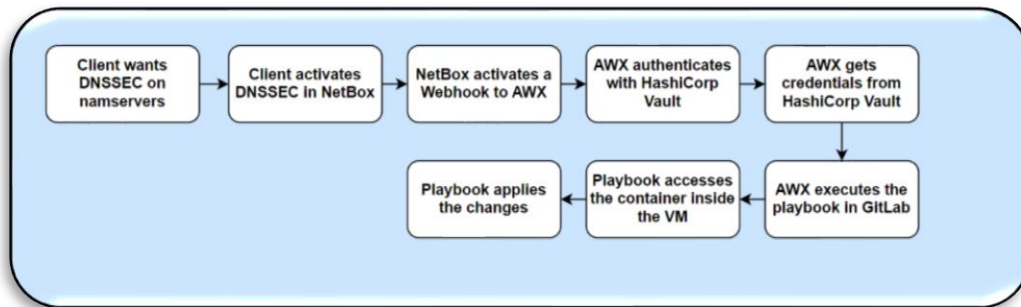 Client wants
DNSSEC on
namservers
Client activates
DNSSEC in NetBox
NetBox activates a
Webhook to AWX
AWX authenticates
with HashiCorp
Vault
AWX gets
credentials from
HashiCorp Vault
AWX executes the
playbook in GitLab
Playbook accesses
the container inside
the VM
Playbook applies
the changes